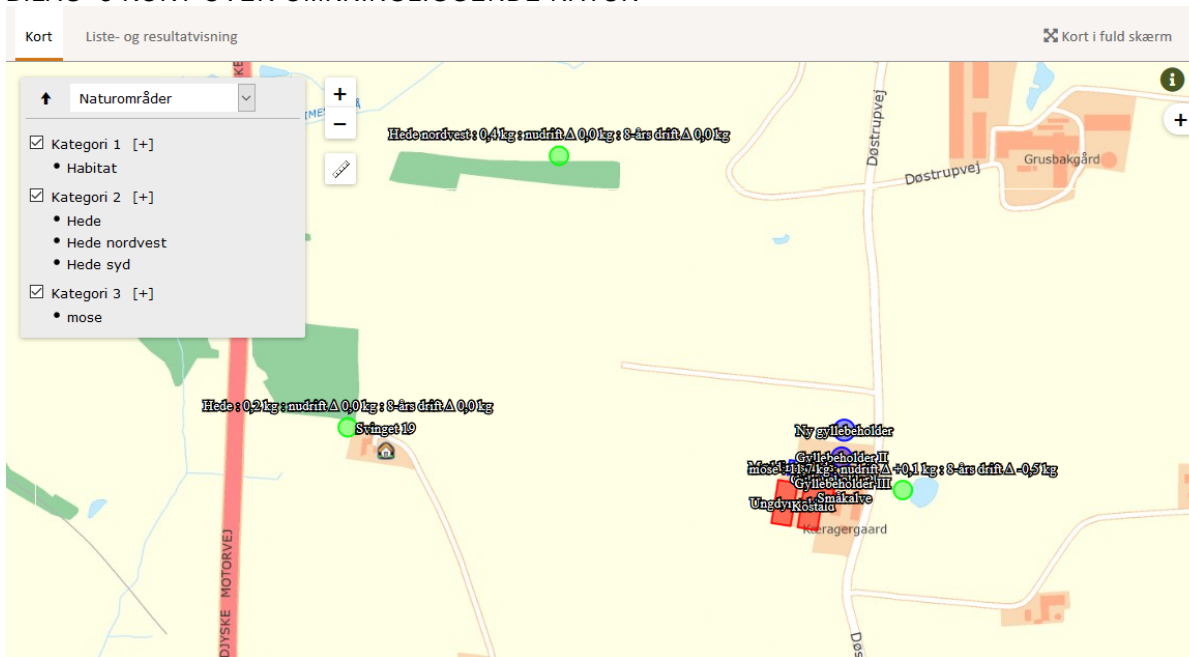 Kort Liste- og resultatvisning Kort i fuld skærm
Naturområder
Kategori 1 [+]
• Habitat
Kategori 2 [+]
• Hede
• Hede nordvest
• Hede syd
Kategori 3 [+]
• mose
+
−
i
+
Hede nordvest : 0,4 kg : nudrift Δ 0,0 kg : 8-års drift Δ 0,0 kg
Døstrupvej
Døstrupvej
Grusbakgård
Hede : 0,2 kg : nudrift Δ 0,0 kg : 8-års drift Δ 0,0 kg
Svinget 19
Ny gyllebeholder
Gyllebeholder II
mose : 11,7 kg : nudrift Δ +0,1 kg : 8-års drift Δ -0,5 kg
Gyllebeholder III
Småkalve
Kostald
Kæragergaard
MOTORVEJ